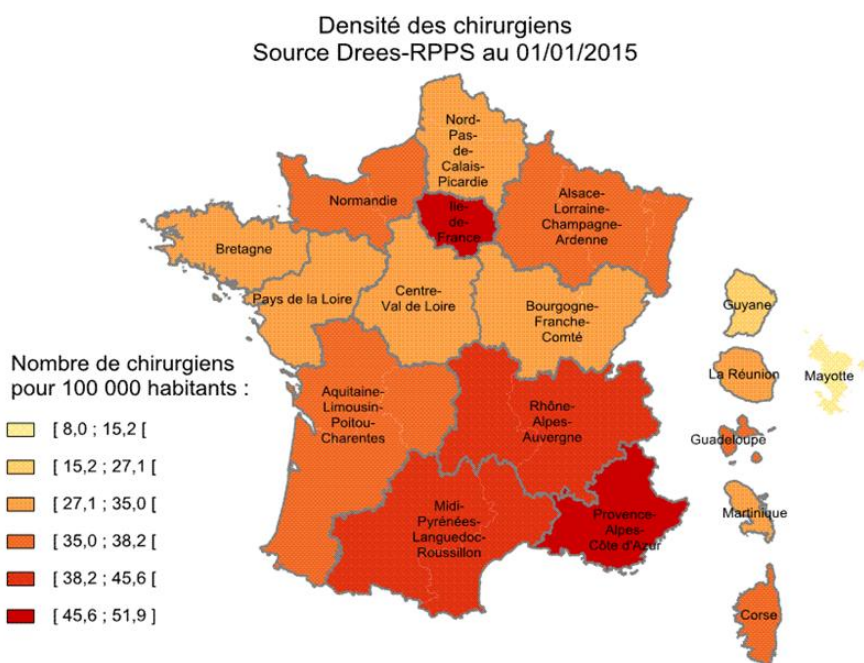 Densité des chirurgiens
Source Drees-RPPS au 01/01/2015
Nord-
Pas-
de-
Calais-
Picardie
Normandie
Ile-
de-
France
Alsace-
Lorraine-
Champagne-
Ardenne
Bretagne
Pays de la Loire
Centre-
Val de Loire
Bourgogne-
Franche-
Comté
Guyane
La Réunion
Mayotte
Aquitaine-
Limousin-
Poitou-
Charentes
Rhône-
Alpes-
Auvergne
Guadeloupe
Midi-
Pyrénées-
Languedoc-
Roussillon
Provence-
Alpes-
Côte d'Azur
Martinique
Corse
Nombre de chirurgiens
pour 100 000 habitants :
[ 8,0 ; 15,2 [
[ 15,2 ; 27,1 [
[ 27,1 ; 35,0 [
[ 35,0 ; 38,2 [
[ 38,2 ; 45,6 [
[ 45,6 ; 51,9 ]